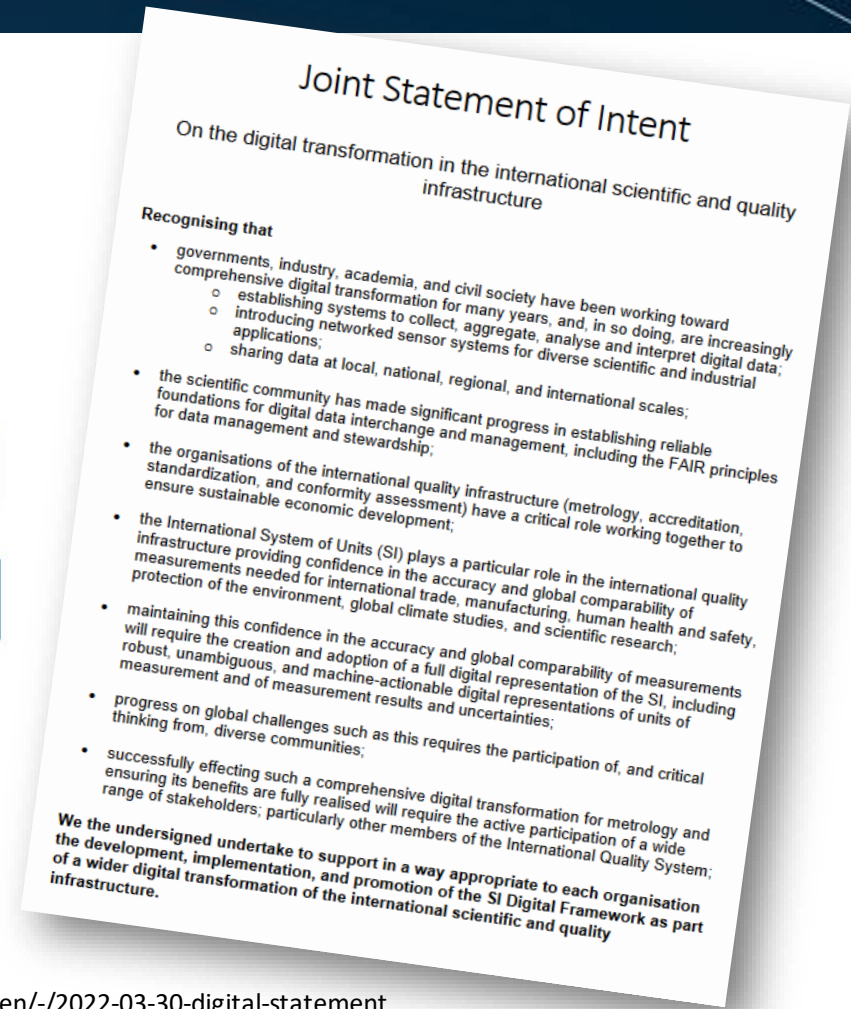 Joint Statement of Intent
On the digital transformation in the international scientific and quality
infrastructure
Recognising that
• governments, industry, academia, and civil society have been working toward
comprehensive digital transformation for many years, and, in so doing, are increasingly
o establishing systems to collect, aggregate, analyse and interpret digital data;
o introducing networked sensor systems for diverse scientific and industrial
applications;
o sharing data at local, national, regional, and international scales;
• the scientific community has made significant progress in establishing reliable
foundations for digital data interchange and management, including the FAIR principles
for data management and stewardship;
• the organisations of the international quality infrastructure (metrology, accreditation,
standardization, and conformity assessment) have a critical role working together to
ensure sustainable economic development;
• the International System of Units (SI) plays a particular role in the international quality
infrastructure providing confidence in the accuracy and global comparability of
measurements needed for international trade, manufacturing, human health and safety,
protection of the environment, global climate studies, and scientific research;
• maintaining this confidence in the accuracy and global comparability of measurements
will require the creation and adoption of a full digital representation of the SI, including
robust, unambiguous, and machine-actionable digital representations of units of
measurement and of measurement results and uncertainties;
• progress on global challenges such as this requires the participation of, and critical
thinking from, diverse communities;
• successfully effecting such a comprehensive digital transformation for metrology and
ensuring its benefits are fully realised will require the active participation of a wide
range of stakeholders; particularly other members of the International Quality System;
We the undersigned undertake to support in a way appropriate to each organisation
the development, implementation, and promotion of the SI Digital Framework as part
of a wider digital transformation of the international scientific and quality
infrastructure.
en/-/2022-03-30-digital-statement